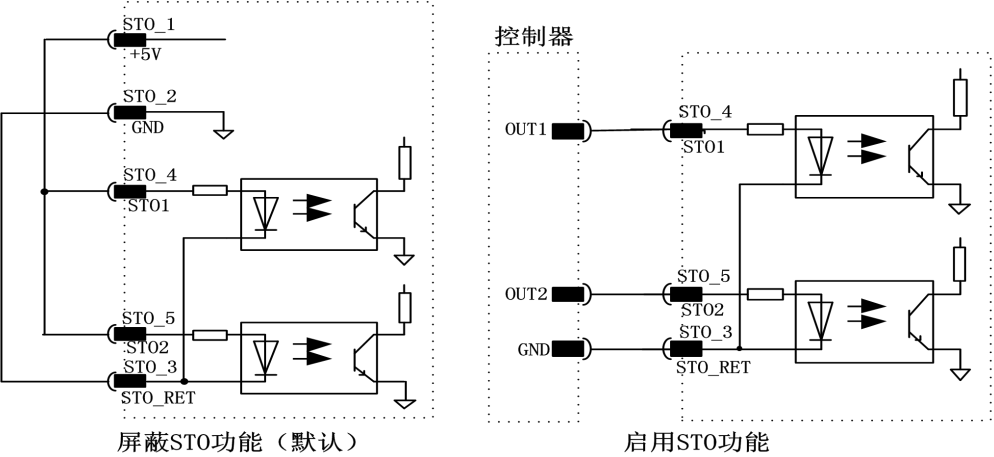 STO_1
+5V
STO_2
GND
STO_4
STO1
STO_5
STO2
STO_3
STO_RET
屏蔽STO功能（默认）
控制器
OUT1
STO_4
STO1
OUT2
STO_5
STO2
GND
STO_3
STO_RET
启用STO功能